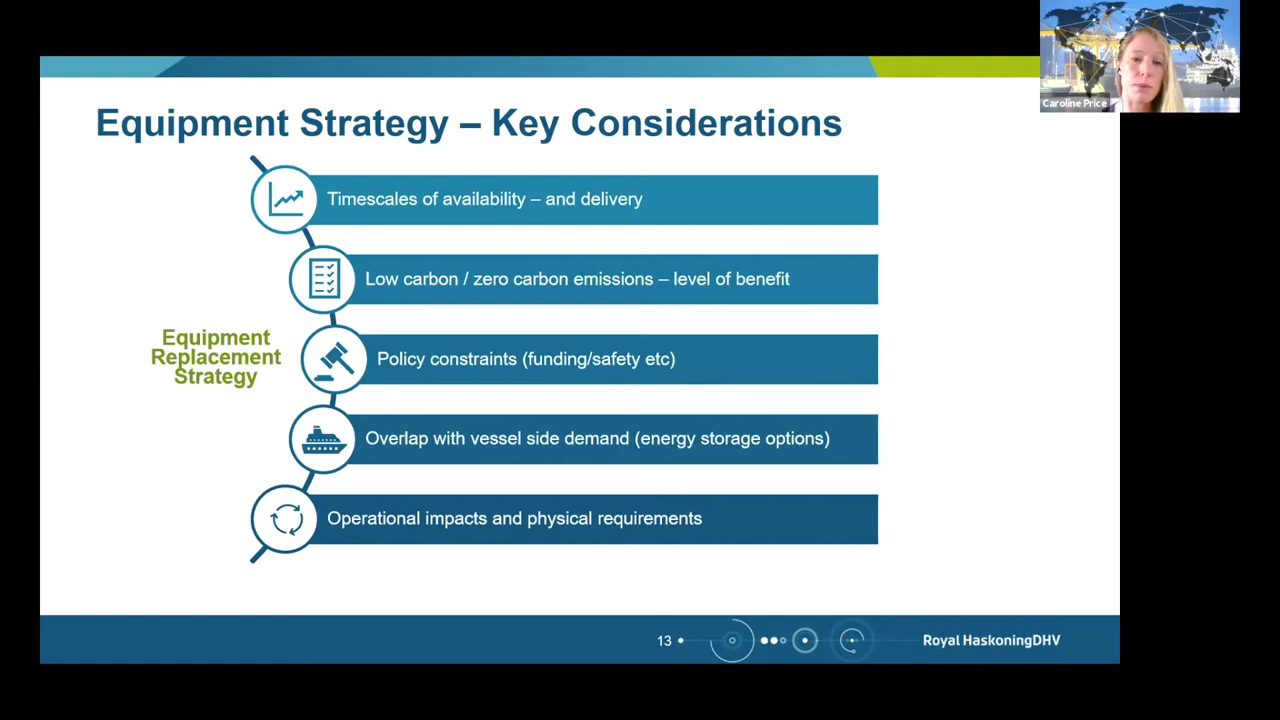 Caroline Price
Equipment Strategy – Key Considerations
Timescales of availability – and delivery
Low carbon / zero carbon emissions – level of benefit
Equipment
Replacement
Strategy
Policy constraints (funding/safety etc)
Overlap with vessel side demand (energy storage options)
Operational impacts and physical requirements
13
Royal HaskoningDHV